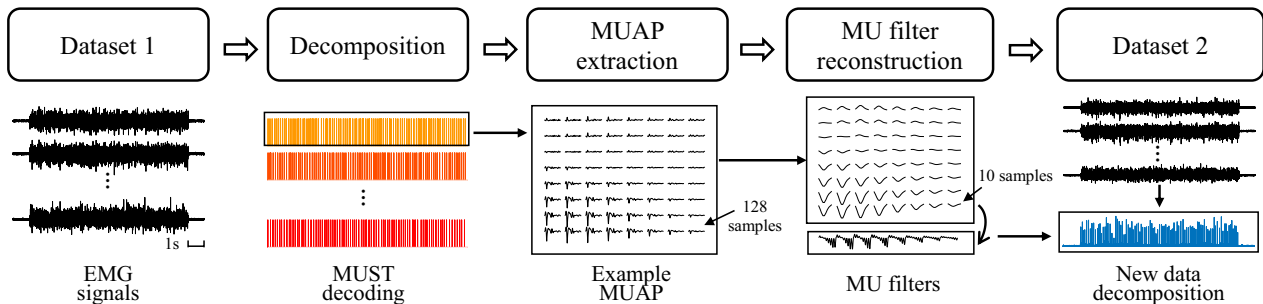 Dataset 1
Decomposition
MUAP
extraction
MU filter
reconstruction
Dataset 2
10 samples
128
samples
1s
EMG
signals
MUST
decoding
Example
MUAP
MU filters
New data
decomposition